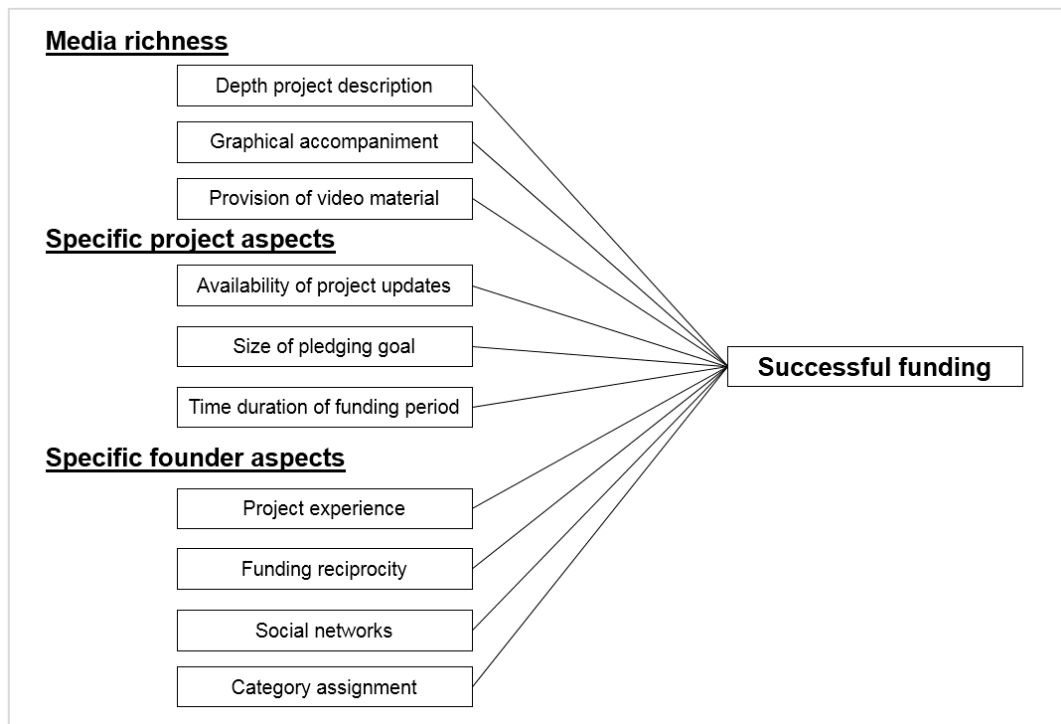 Media richness
Depth project description
Graphical accompaniment
Provision of video material
Specific project aspects
Availability of project updates
Size of pledging goal
Time duration of funding period
Successful funding
Specific founder aspects
Project experience
Funding reciprocity
Social networks
Category assignment